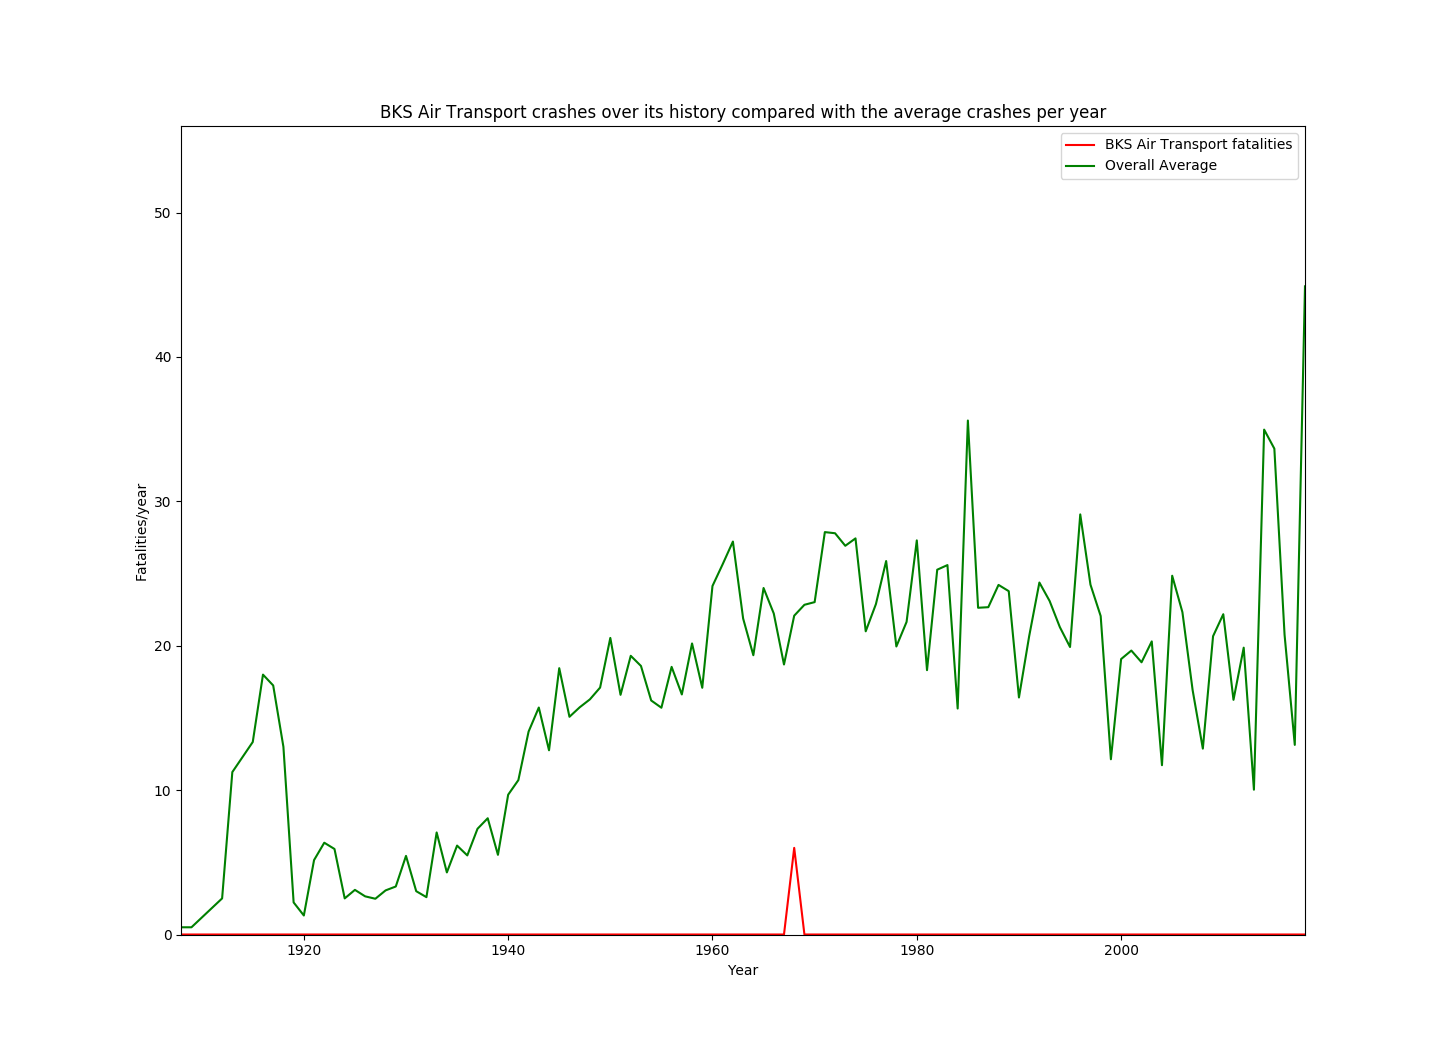 BKS Air Transport crashes over its history compared with the average crashes per year
BKS Air Transport fatalities
Overall Average
50
40
30
20
10
0
Fatalities/year
1920 1940 1960 1980 2000
Year